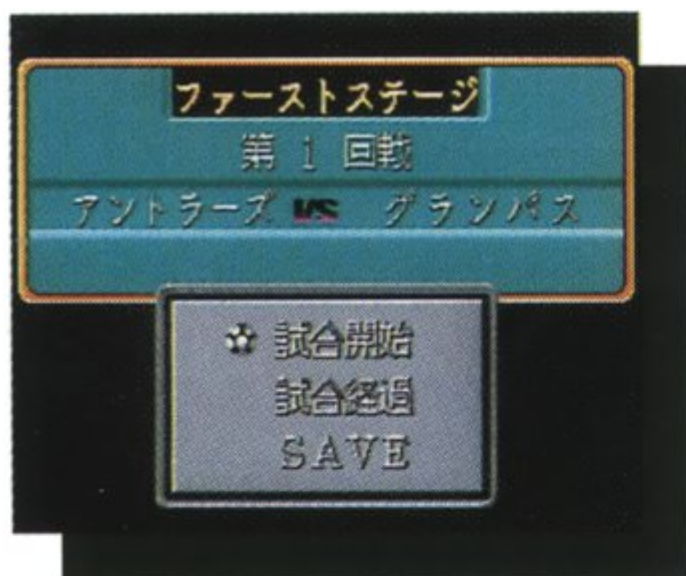 ファーストステージ
第 1 回戦
アントラーズ VS グランパス
試合開始
試合経過
SAVE